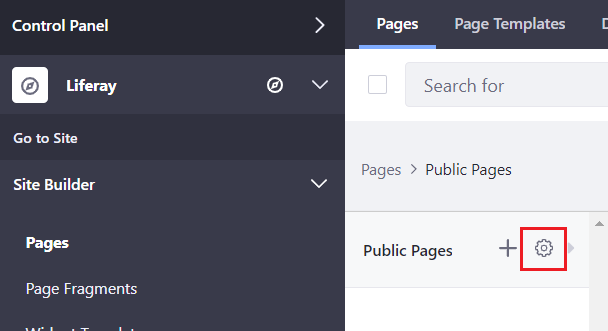 Control Panel
Liferay
Go to Site
Site Builder
Pages
Page Fragments
Pages Page Templates
Search for
Pages > Public Pages
Public Pages